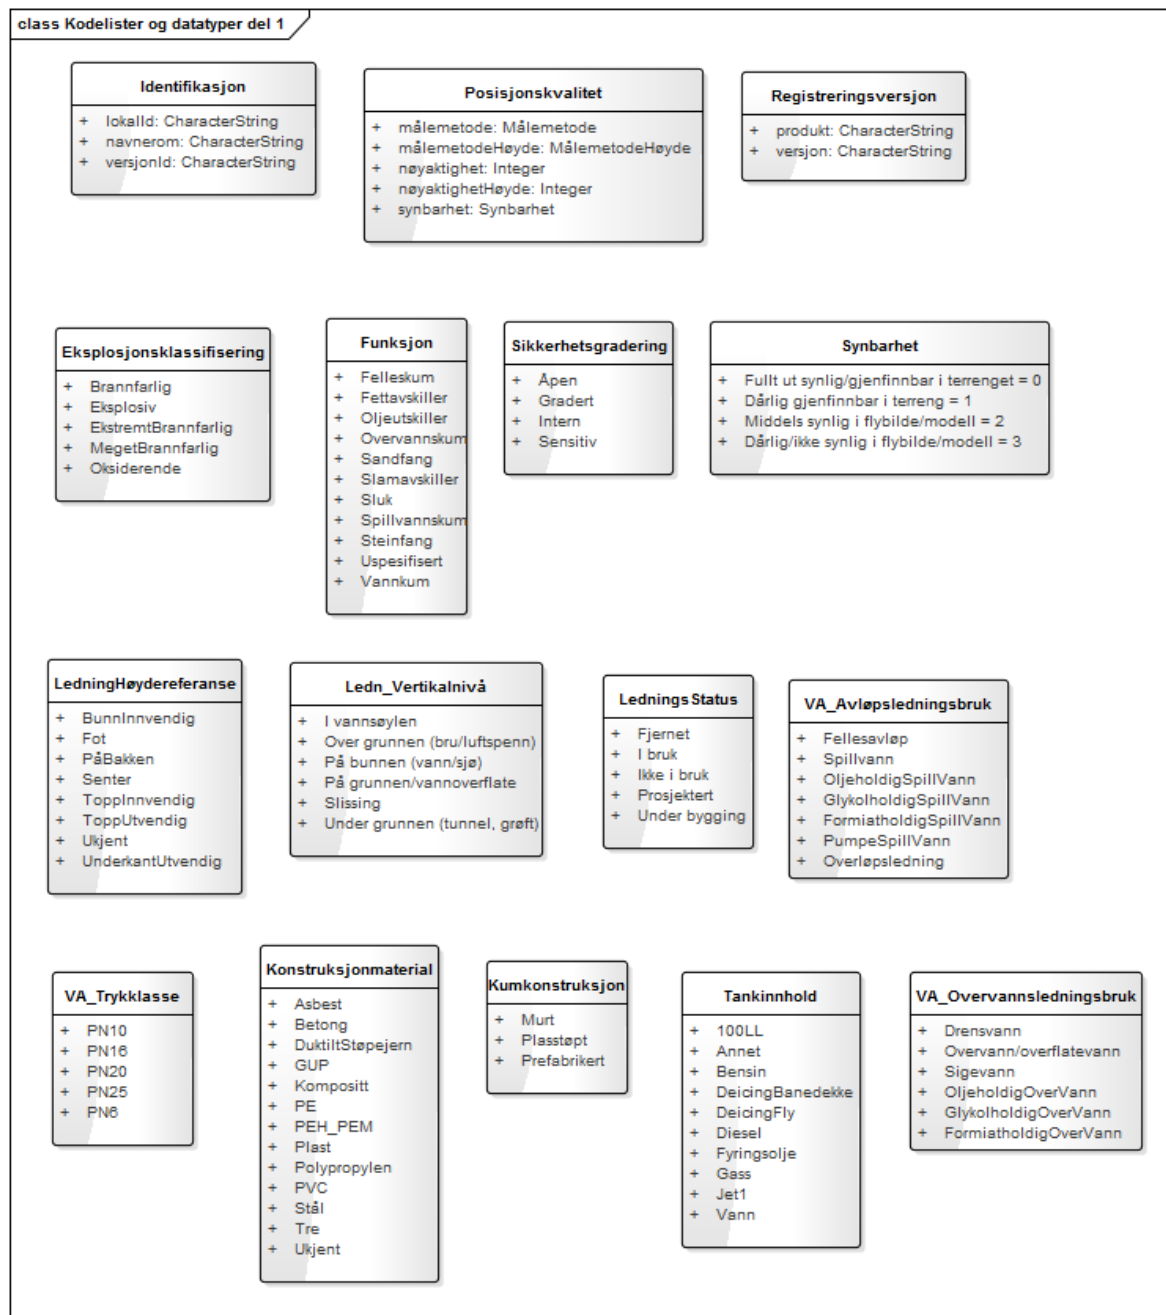 class Kodelister og datatyper del 1
Identifikasjon
+ lokalId: CharacterString
+ navnerom: CharacterString
+ versjonId: CharacterString
Posisjonskvalitet
+ målemetode: Målemetode
+ målemetodeHøyde: MålemetodeHøyde
+ nøyaktighet: Integer
+ nøyaktighetHøyde: Integer
+ synbarhet: Synbarhet
Registreringsversjon
+ produkt: CharacterString
+ versjon: CharacterString
Eksplosjonsklassifisering
+ Brannfarlig
+ Eksplosiv
+ EkstremtBrannfarlig
+ MegetBrannfarlig
+ Oksiderende
Funksjon
+ Felleskum
+ Fettavskiller
+ Oljeutskiller
+ Overvannskum
+ Sandfang
+ Slamavskiller
+ Sluk
+ Spillvannskum
+ Steinfang
+ Uspesifisert
+ Vannkum
Sikkerhetsgradering
+ Åpen
+ Gradert
+ Intern
+ Sensitiv
Synbarhet
+ Fullt ut synlig/gjenfinnbar i terrenget = 0
+ Dårlig gjenfinnbar i terreng = 1
+ Middels synlig i flybilde/modell = 2
+ Dårlig/ikke synlig i flybilde/modell = 3
LedningHøydereferanse
+ BunnInnvendig
+ Fot
+ PåBakken
+ Senter
+ ToppInnvendig
+ ToppUtvendig
+ Ukjent
+ UnderkantUtvendig
Ledn_Vertikalnivå
+ I vannsøylen
+ Over grunnen (bru/luftspenn)
+ På bunnen (vann/sjø)
+ På grunnen/vannoverflate
+ Slissing
+ Under grunnen (tunnel, grøft)
LedningsStatus
+ Fjernet
+ I bruk
+ Ikke i bruk
+ Prosjektert
+ Under bygging
VA_Avløpsledningsbruk
+ Fellesavløp
+ Spillvann
+ OljeholdigSpillVann
+ GlykolholdigSpillVann
+ FormiatholdigSpillVann
+ PumpeSpillVann
+ Overløpsledning
VA_Trykklasse
+ PN10
+ PN16
+ PN20
+ PN25
+ PN6
Konstruksjonmaterial
+ Asbest
+ Betong
+ DuktiltStøpejern
+ GUP
+ Kompositt
+ PE
+ PEH_PEM
+ Plast
+ Polypropylen
+ PVC
+ Stål
+ Tre
+ Ukjent
Kumkonstruksjon
+ Murt
+ Plasstøpt
+ Prefabrikert
Tankinnhold
+ 100LL
+ Annet
+ Bensin
+ DeicingBanedekke
+ DeicingFly
+ Diesel
+ Fyringsolje
+ Gass
+ Jet1
+ Vann
VA_Overvannsledningsbruk
+ Drensvann
+ Overvann/overflatevann
+ Sigevann
+ OljeholdigOverVann
+ GlykolholdigOverVann
+ FormiatholdigOverVann